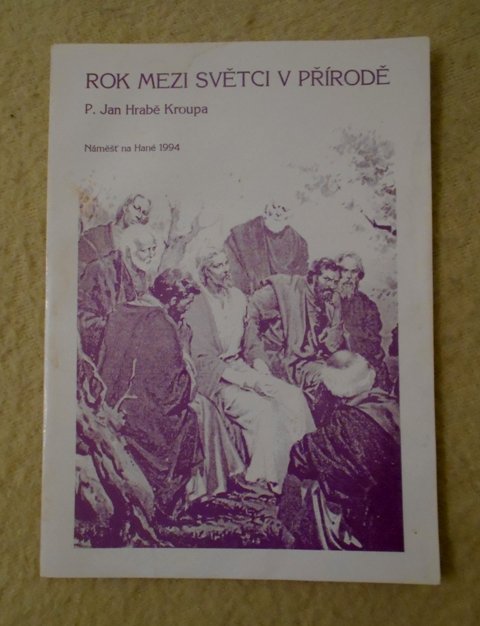 ROK MEZI SVĚTCI V PŘÍRODĚ
P. Jan Hrabě Kroupa
Náměšť na Hané 1994